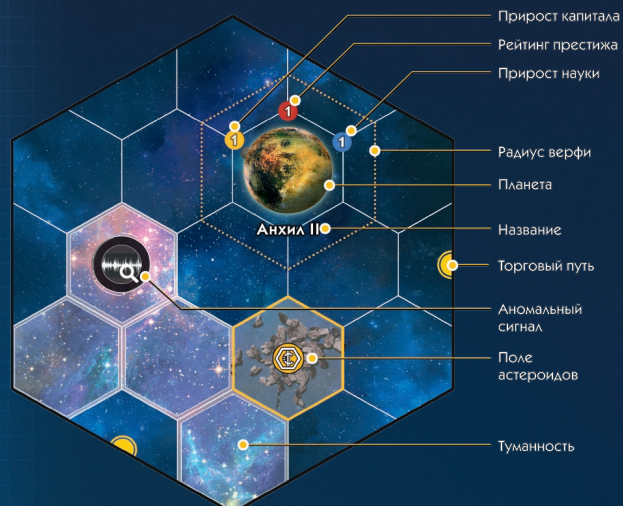 Прирост капитала
Рейтинг престижа
Прирост науки
1
1
1
Радиус верфи
Планета
Анхил II
Название
Торговый путь
Аномальный
сигнал
Поле
астероидов
Туманность